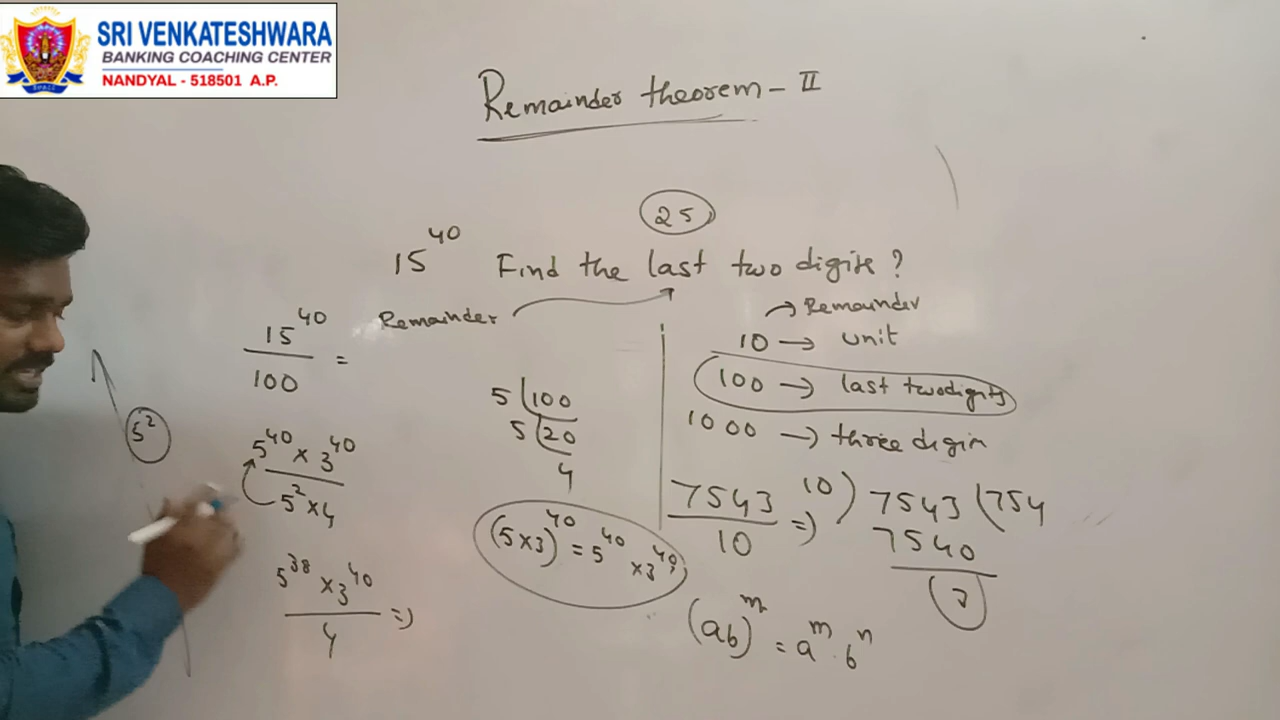 SRI VENKATESHWARA
BANKING COACHING CENTER
NANDYAL - 518501 A.P.
Remainder theorem - II
25
15^40 Find the last two digits ?
Remainder
15^40
100
=
5^2
5^40 x 3^40
5^2 x 4
5^38 x 3^40
4
=)
5 100
5 20
4
(5x3)^40 = 5^40 x 3^40
→ Remainder
10 → unit
100 → last two digits
1000 → three digin
7543
10
=)
10 ) 7543 ( 754
7540
3
(ab)^m = a^m . b^n